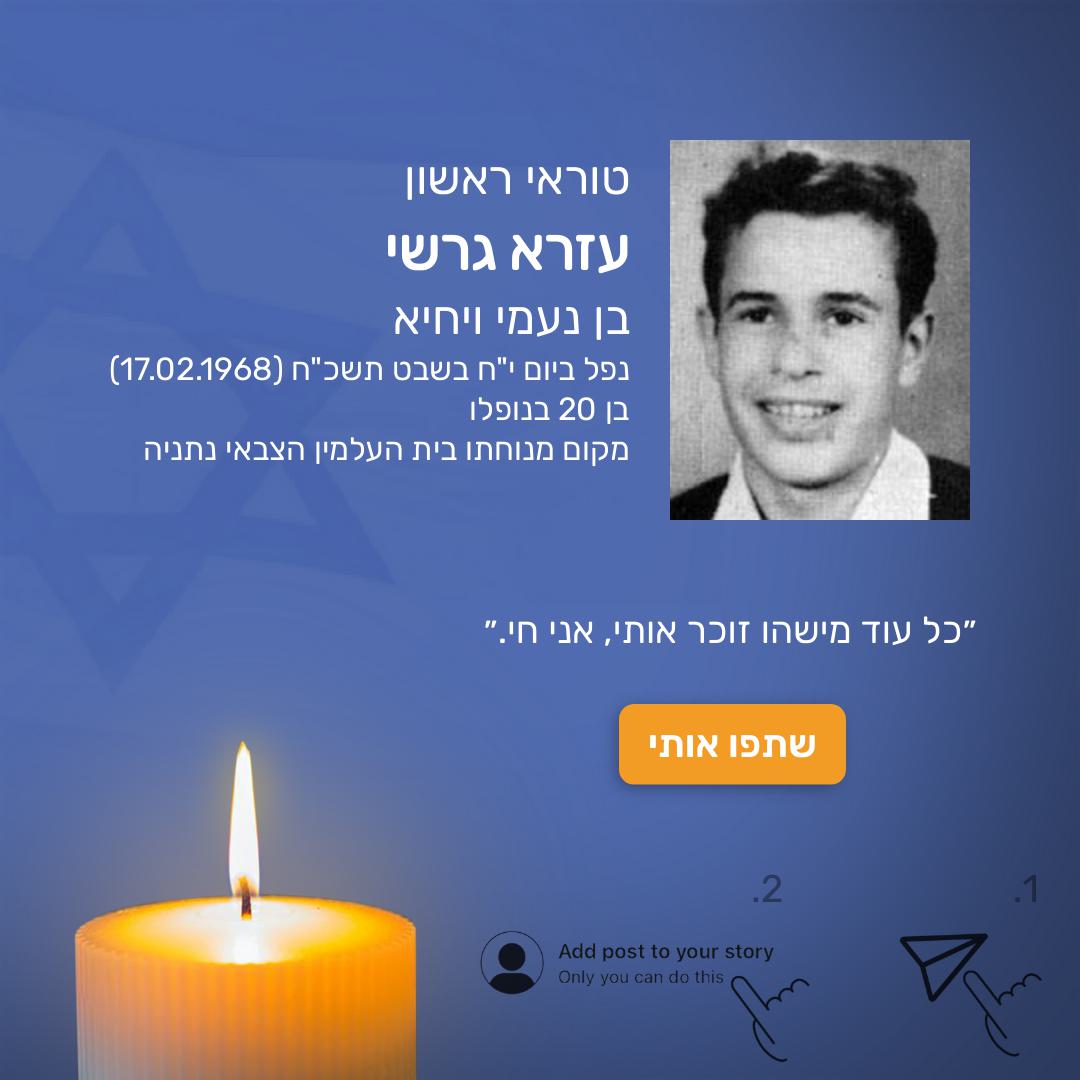 טוראי ראשון
עזרא גרשי
בן נעמי ויחיא
נפל ביום י"ח בשבט תשכ"ח (17.02.1968)
בן 20 בנופלו
מקום מנוחתו בית העלמין הצבאי נתניה
״כל עוד מישהו זוכר אותי, אני חי.״
שתפו אותי
1.
2.
Add post to your story
Only you can do this